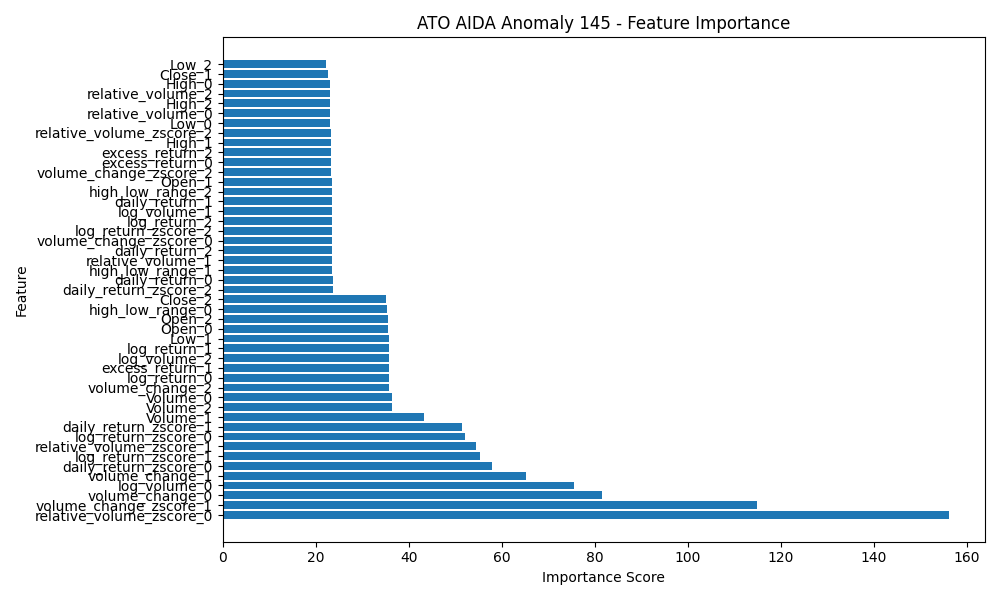 ATO AIDA Anomaly 145 - Feature Importance
Low_2
Close_1
High_0
relative_volume_2
High_2
relative_volume_0
Low_0
relative_volume_zscore_2
High_1
excess_return_2
excess_return_0
volume_change_zscore_2
Open_1
high_low_range_2
daily_return_1
log_volume_1
log_return_2
log_return_zscore_2
volume_change_zscore_0
daily_return_2
relative_volume_1
high_low_range_1
daily_return_0
daily_return_zscore_2
Close_2
high_low_range_0
Open_2
Open_0
Low_1
log_return_1
log_volume_2
excess_return_1
log_return_0
volume_change_2
Volume_0
Volume_2
Volume_1
daily_return_zscore_1
log_return_zscore_0
relative_volume_zscore_1
log_return_zscore_1
daily_return_zscore_0
volume_change_1
log_volume_0
volume_change_0
volume_change_zscore_1
relative_volume_zscore_0
Feature
0 20 40 60 80 100 120 140 160
Importance Score